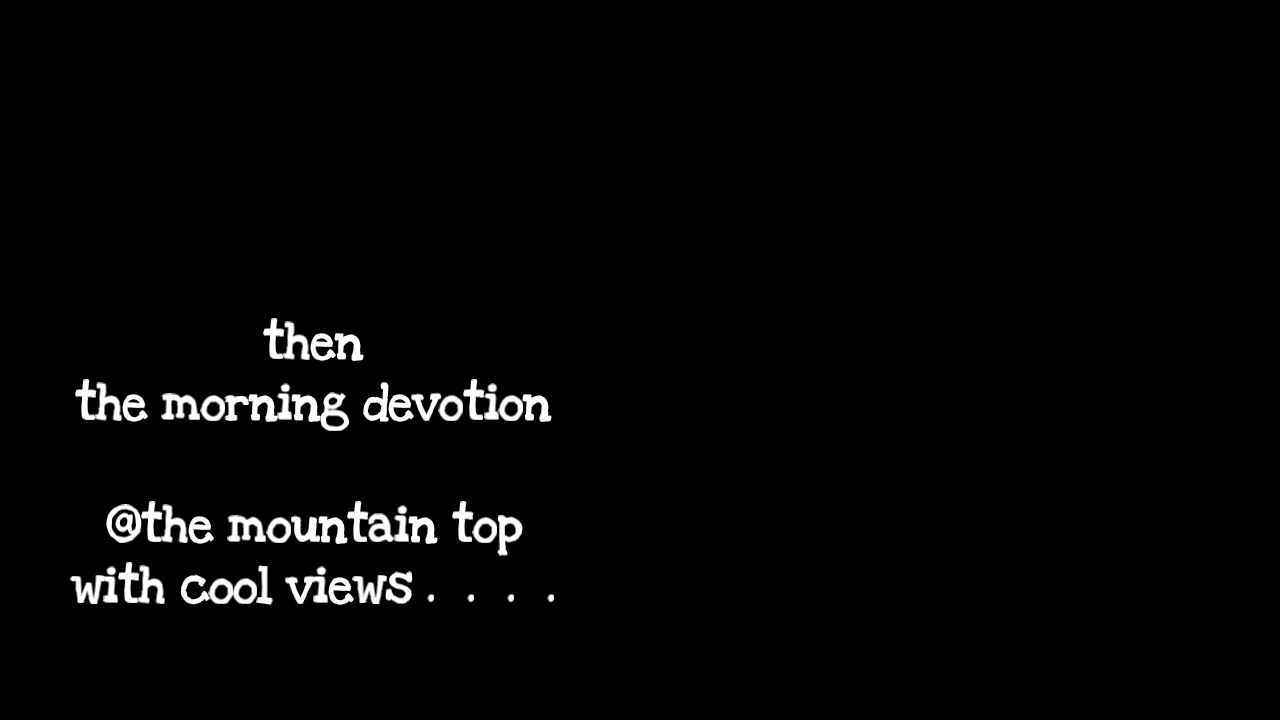 then
the morning devotion
@the mountain top
with cool views . . . .